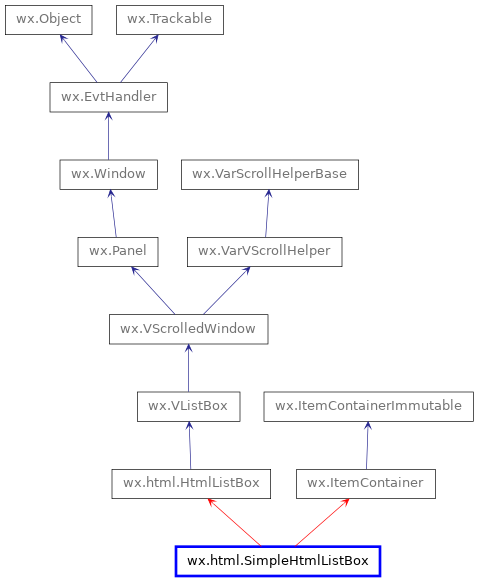 wx.Object
wx.Trackable
wx.EvtHandler
wx.Window
wx.VarScrollHelperBase
wx.Panel
wx.VarVScrollHelper
wx.VScrolledWindow
wx.VListBox
wx.ItemContainerImmutable
wx.html.HtmlListBox
wx.ItemContainer
wx.html.SimpleHtmlListBox